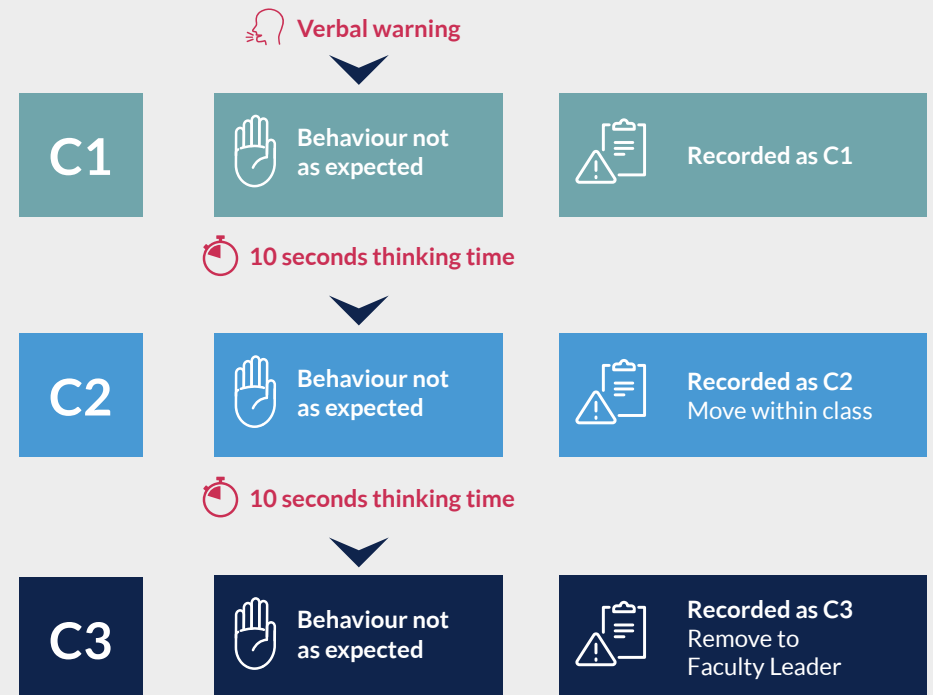 Verbal warning
C1
Behaviour not
as expected
Recorded as C1
10 seconds thinking time
C2
Behaviour not
as expected
Recorded as C2
Move within class
10 seconds thinking time
C3
Behaviour not
as expected
Recorded as C3
Remove to
Faculty Leader